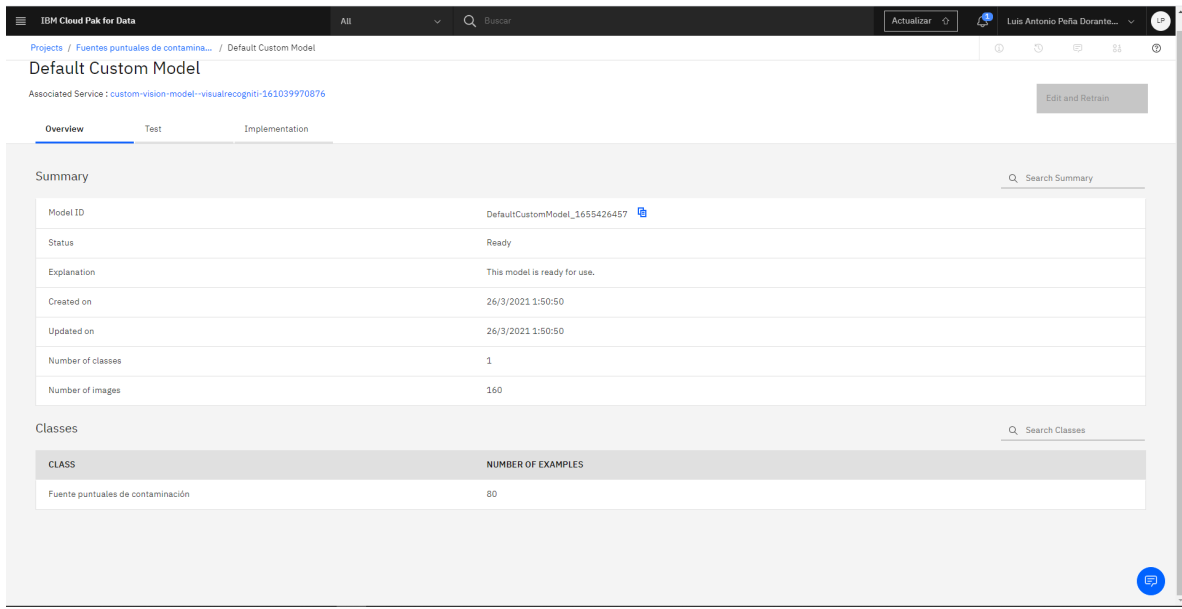 IBM Cloud Pak for Data All Buscar Actualizar 1 Luis Antonio Peña Dorante... LP
Projects / Fuentes puntuales de contamina... / Default Custom Model
Default Custom Model
Associated Service : custom-vision-model--visualrecogniti-161039970876
Edit and Retrain
Overview Test Implementation
Summary Search Summary
Model ID DefaultCustomModel_1655426457
Status Ready
Explanation This model is ready for use.
Created on 26/3/2021 1:50:50
Updated on 26/3/2021 1:50:50
Number of classes 1
Number of images 160
Classes Search Classes
CLASS NUMBER OF EXAMPLES
Fuente puntuales de contaminación 80